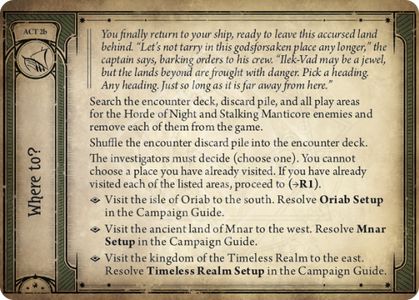 ACT 2b
Where to?
You finally return to your ship, ready to leave this accursed land
behind. “Let’s not tarry in this godsforsaken place any longer,” the
captain says, barking orders to his crew. “Ilek-Vad may be a jewel,
but the lands beyond are frought with danger. Pick a heading.
Any heading. Just so long as it is far away from here.”
Search the encounter deck, discard pile, and all play areas
for the Horde of Night and Stalking Manticore enemies and
remove each of them from the game.
Shuffle the encounter discard pile into the encounter deck.
The investigators must decide (choose one). You cannot
choose a place you have already visited. If you have already
visited each of the listed areas, proceed to (→R1).
Visit the isle of Oriab to the south. Resolve Oriab Setup
in the Campaign Guide.
Visit the ancient land of Mnar to the west. Resolve Mnar
Setup in the Campaign Guide.
Visit the kingdom of the Timeless Realm to the east.
Resolve Timeless Realm Setup in the Campaign Guide.